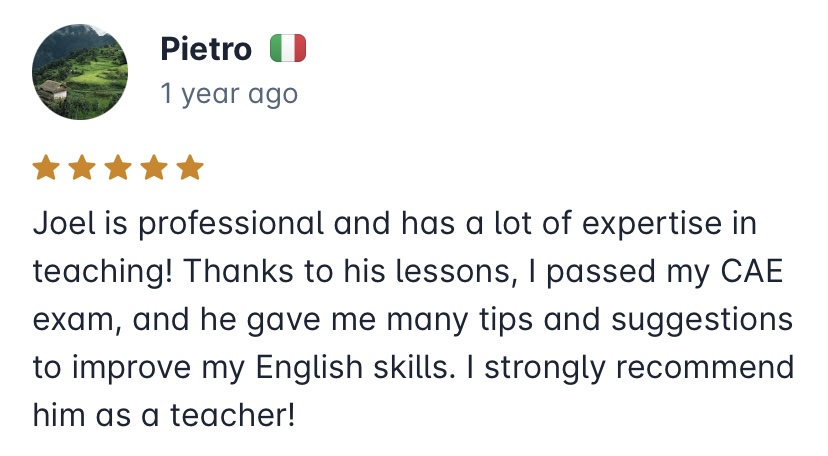 Pietro 🇮🇹
1 year ago
Joel is professional and has a lot of expertise in
teaching! Thanks to his lessons, I passed my CAE
exam, and he gave me many tips and suggestions
to improve my English skills. I strongly recommend
him as a teacher!